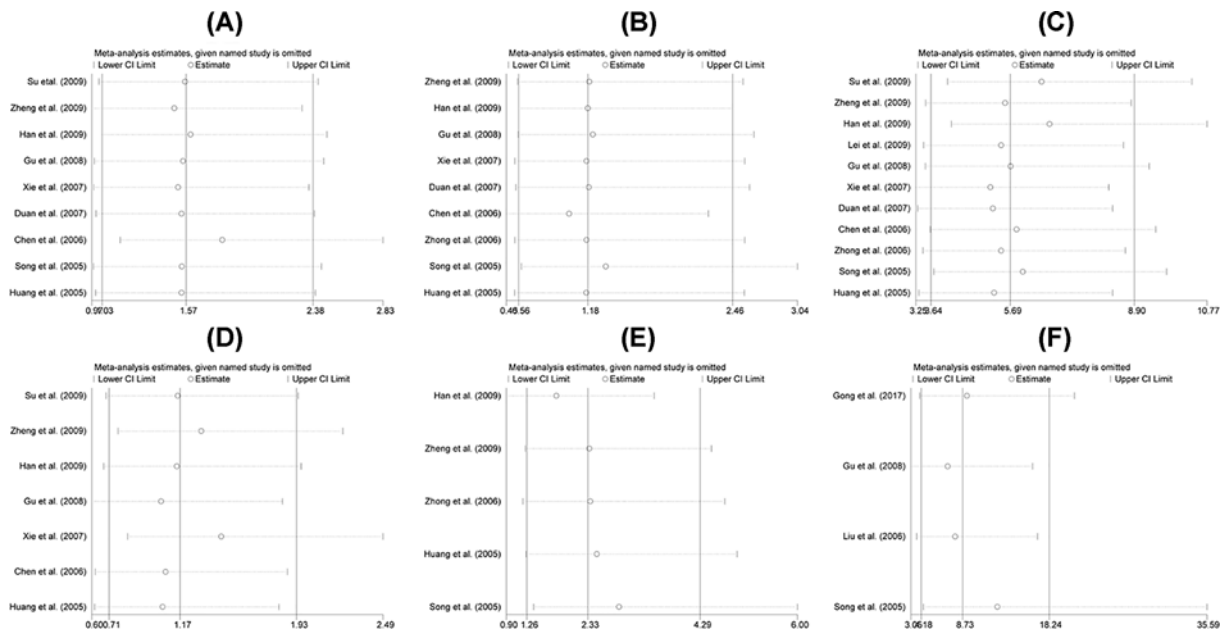 (A)
Meta-analysis estimates, given named study is omitted
Lower CI Limit Estimate Upper CI Limit
Su etal. (2009)
Zheng et al. (2009)
Han et al. (2009)
Gu et al. (2008)
Xie et al. (2007)
Duan et al. (2007)
Chen et al. (2006)
Song et al. (2005)
Huang et al. (2005)
1.57 2.38 2.83
(B)
Meta-analysis estimates, given named study is omitted
Lower CI Limit Estimate Upper CI Limit
Zheng et al. (2009)
Han et al. (2009)
Gu et al. (2008)
Xie et al. (2007)
Duan et al. (2007)
Chen et al. (2006)
Zhong et al. (2006)
Song et al. (2005)
Huang et al. (2005)
1.18 2.46 3.04
(C)
Meta-analysis estimates, given named study is omitted
Lower CI Limit Estimate Upper CI Limit
Su et al. (2009)
Zheng et al. (2009)
Han et al. (2009)
Lei et al. (2009)
Gu et al. (2008)
Xie et al. (2007)
Duan et al. (2007)
Chen et al. (2006)
Zhong et al. (2006)
Song et al. (2005)
Huang et al. (2005)
3.25 3.64 5.69 8.90 10.77
(D)
Meta-analysis estimates, given named study is omitted
Lower CI Limit Estimate Upper CI Limit
Su et al. (2009)
Zheng et al. (2009)
Han et al. (2009)
Gu et al. (2008)
Xie et al. (2007)
Chen et al. (2006)
Huang et al. (2005)
0.60 0.71 1.17 1.93 2.49
(E)
Meta-analysis estimates, given named study is omitted
Lower CI Limit Estimate Upper CI Limit
Han et al. (2009)
Zheng et al. (2009)
Zhong et al. (2006)
Huang et al. (2005)
Song et al. (2005)
0.90 1.26 2.33 4.29 6.00
(F)
Meta-analysis estimates, given named study is omitted
Lower CI Limit Estimate Upper CI Limit
Gong et al. (2017)
Gu et al. (2008)
Liu et al. (2006)
Song et al. (2005)
8.73 18.24 35.59